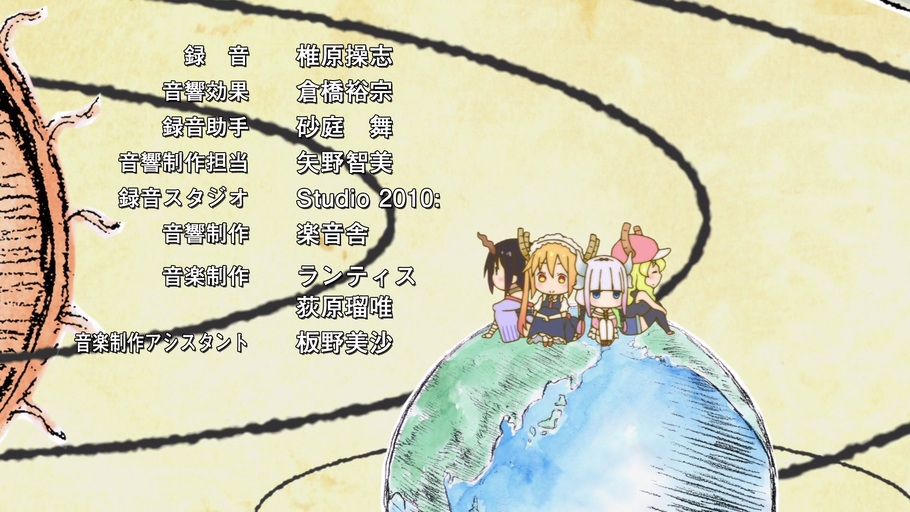 録　音　椎原操志
音響効果　倉橋裕宗
録音助手　砂庭　舞
音響制作担当　矢野智美
録音スタジオ　Studio 2010:
音響制作　楽音舎
音楽制作　ランティス
荻原瑠唯
音楽制作アシスタント　板野美沙